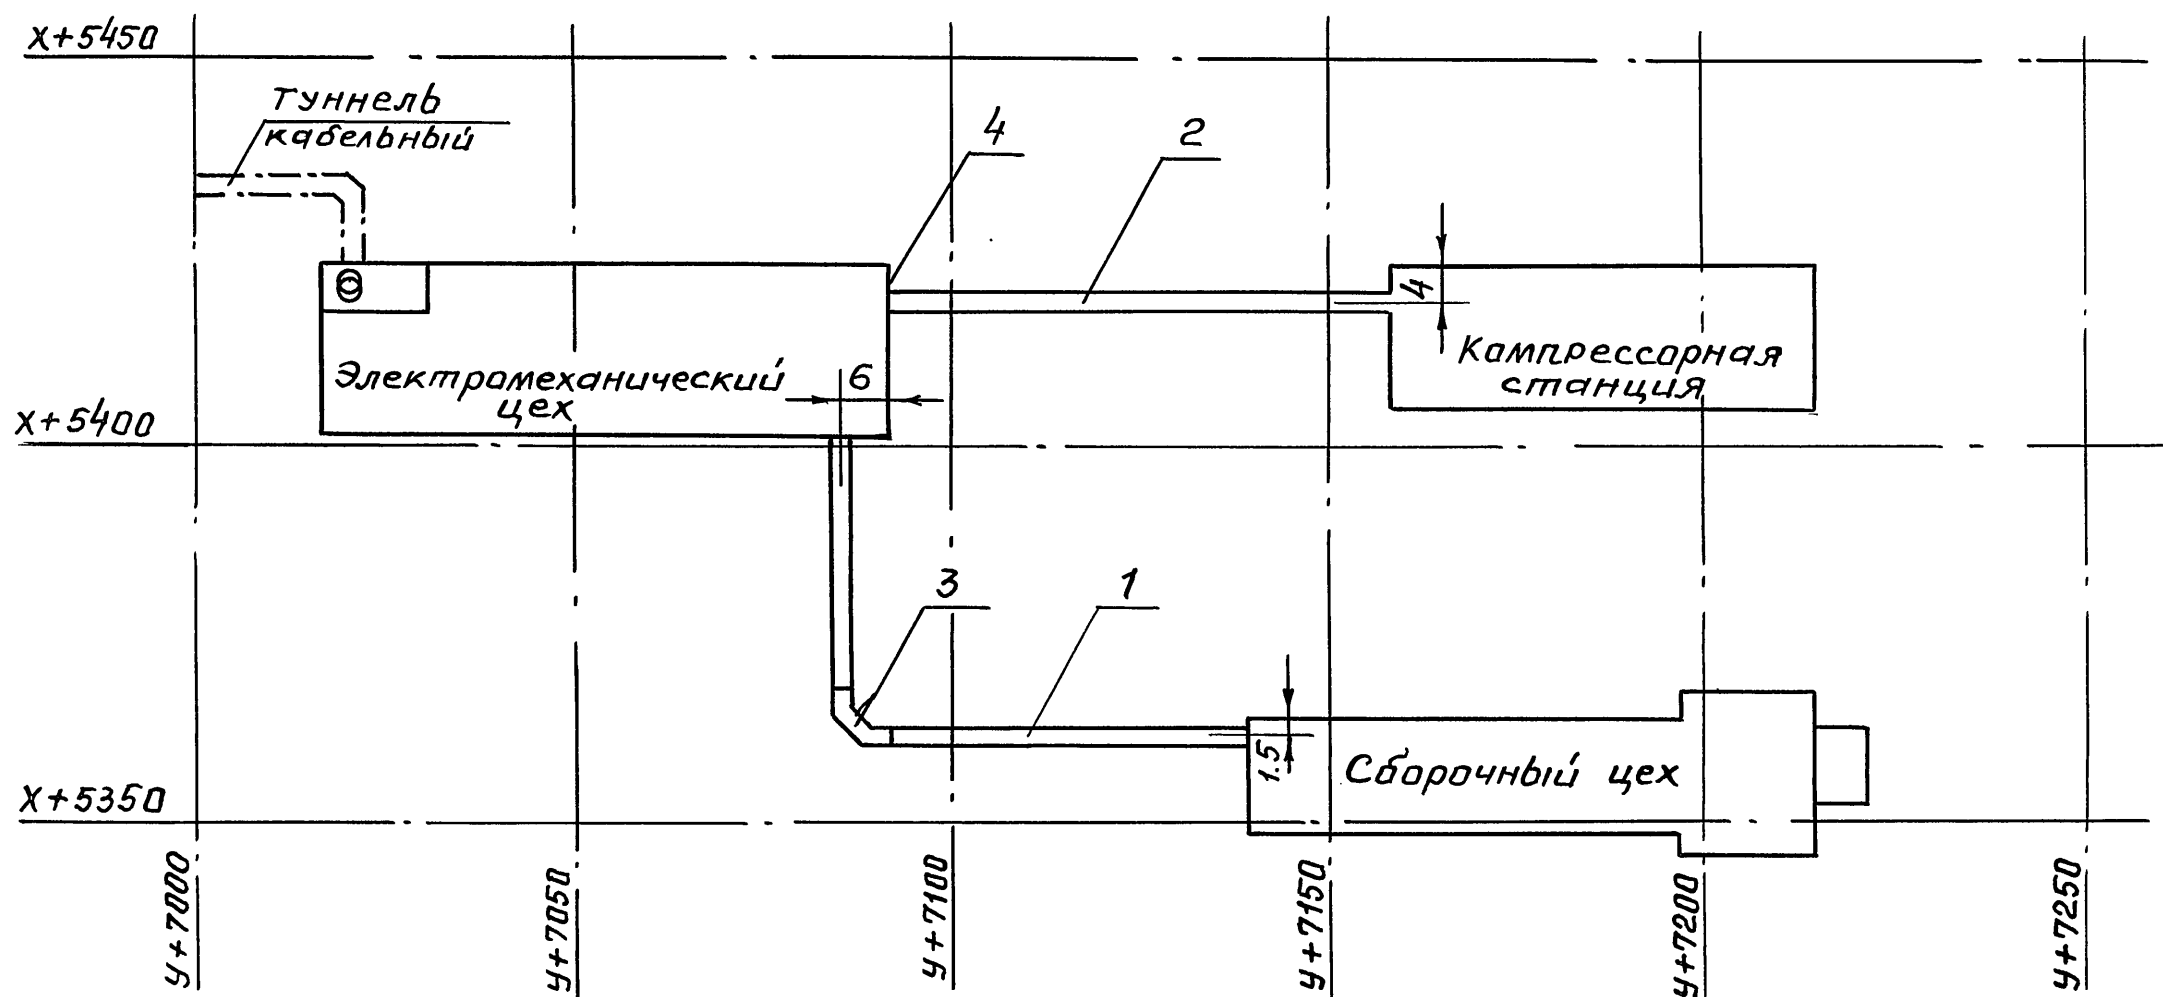 X+5450
туннель
кабельный
4
2
4
Компрессорная
станция
Электромеханический
цех
6
X+5400
3
1
1.5
Сборочный цех
X+5350
У+7000
У+7050
У+7100
У+7150
У+7200
У+7250